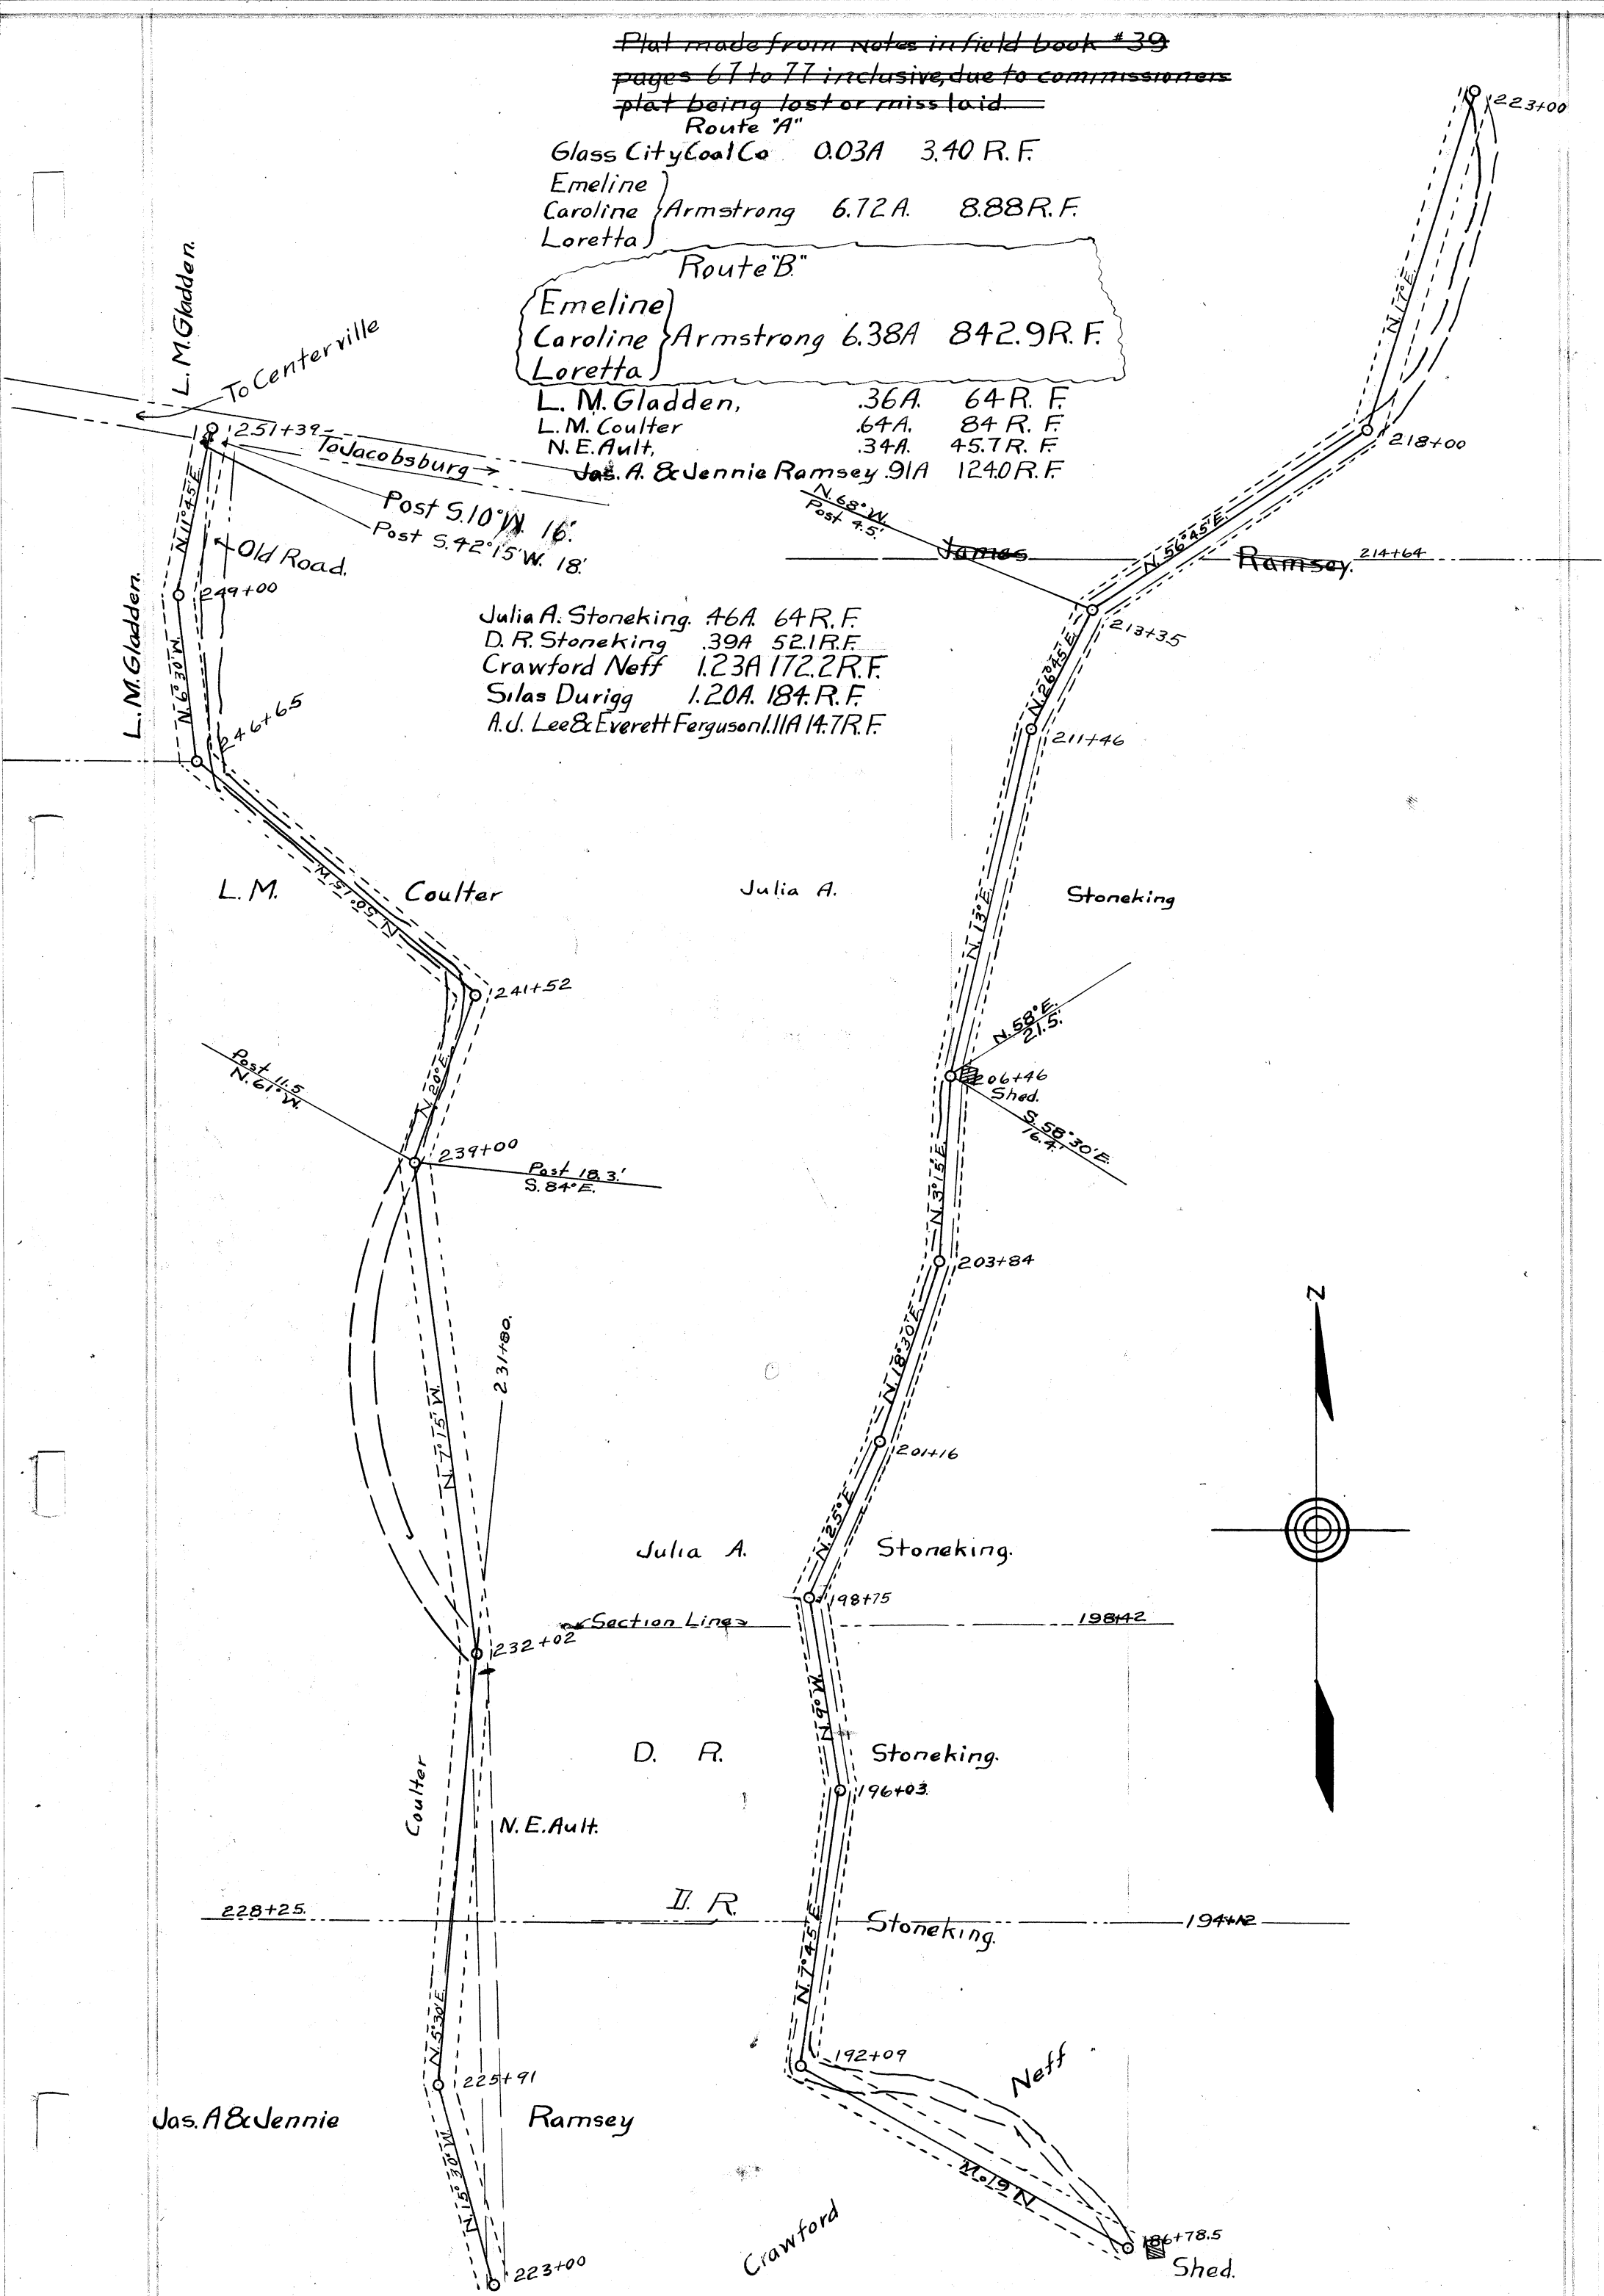 Plat made from Notes in field book #39
pages 67 to 77 inclusive, due to commissioners
plat being lost or miss laid.
Route "A"
Glass City Coal Co 0.03A 3.40 R.F.
Emeline
Caroline } Armstrong 6.72A. 8.88 R.F.
Loretta
Route "B."
Emeline
Caroline } Armstrong 6.38A 842.9 R.F.
Loretta
L. M. Gladden, .36A. 64 R. F.
L. M. Coulter .64A. 84 R. F.
N. E. Ault, .34A. 45.7 R. F.
Jas. A. & Jennie Ramsey .91A 124.0 R.F.
Julia A. Stoneking. .46A. 64 R.F.
D. R. Stoneking .39A 52.1 R.F.
Crawford Neff 1.23A 172.2 R.F.
Silas Durigg 1.20A. 184. R.F.
A.J. Lee & Everett Ferguson 1.11A 14.7 R.F.
223+00
N. 17° E.
218+00
N. 56°45' E.
N. 68° W.
Post 4.5'
James Ramsey. 214+64
213+35
N. 26°45' E.
211+46
L. M. Gladden.
To Centerville
251+39
To Jacobsburg
Post S. 10° W. 16'.
Post S. 42°15' W. 18'.
N. 11°45' E.
Old Road.
249+00
L. M. Gladden.
N. 6°30' W.
246+65
L. M. Coulter
N. 50°15' W.
Julia A. Stoneking
N. 13° E.
241+52
N. 58° E.
21.5'.
206+46
Shed.
S. 58°30' E.
16.4'
Post 11.5
N. 61° W.
N. 20° E.
239+00
Post 18.3'
S. 84° E.
N. 3°15' E.
203+84
N. 18°30' E.
231+80.
N. 7°15' W.
201+16
N. 25° E
Julia A. Stoneking.
198+75
Section Line
198+42
232+02
N. 9° W.
D. R. Stoneking.
196+03.
Coulter
N. E. Ault.
228+25.
D. R. Stoneking.
194+12
N. 7°45' E
N. 5°30' E.
192+09
Neff
225+91
Jas. A & Jennie Ramsey
N. 15°30' W.
N. 61° W.
Crawford
186+78.5
Shed.
223+00
N